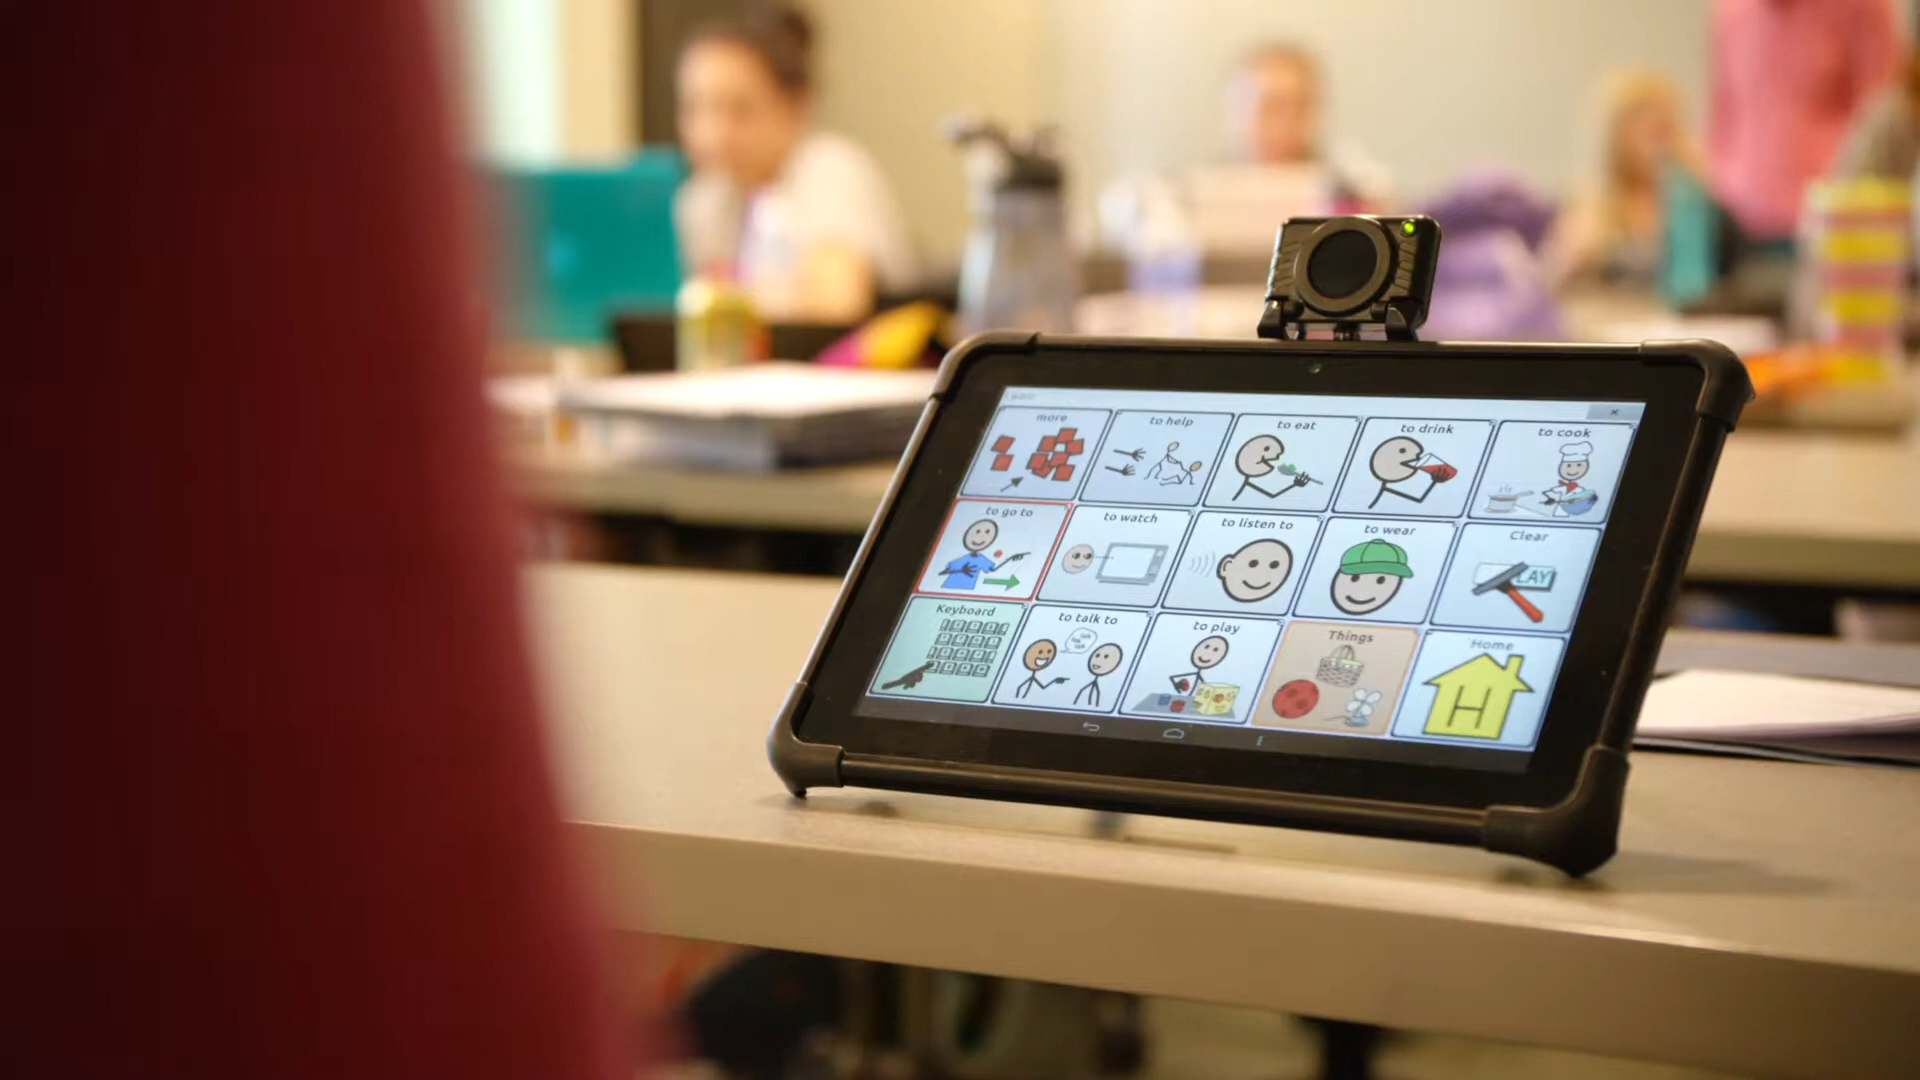 more
to help
to eat
to drink
to cook
to go to
to watch
to listen to
to wear
Clear
LAY
Keyboard
to talk to
to play
Things
Home
H